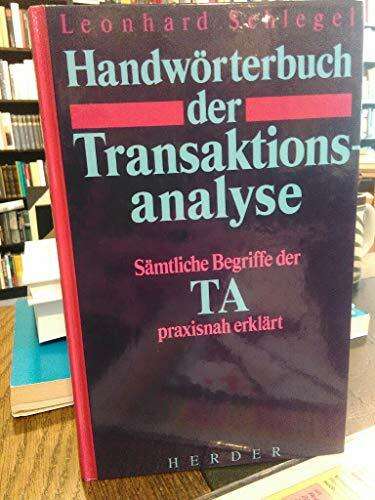 Leonhard Schlegel
Handwörterbuch
der
Transaktions-
analyse
Sämtliche Begriffe der
TA
praxisnah erklärt
HERDER